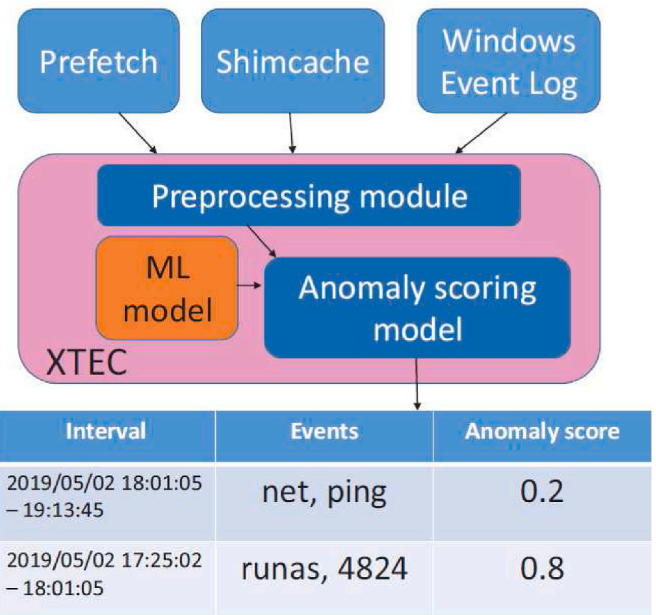 Prefetch
Shimcache
Windows
Event Log
Preprocessing module
ML
model
Anomaly scoring
model
XTEC
Interval Events Anomaly score
2019/05/02 18:01:05
– 19:13:45
net, ping
0.2
2019/05/02 17:25:02
– 18:01:05
runas, 4824
0.8